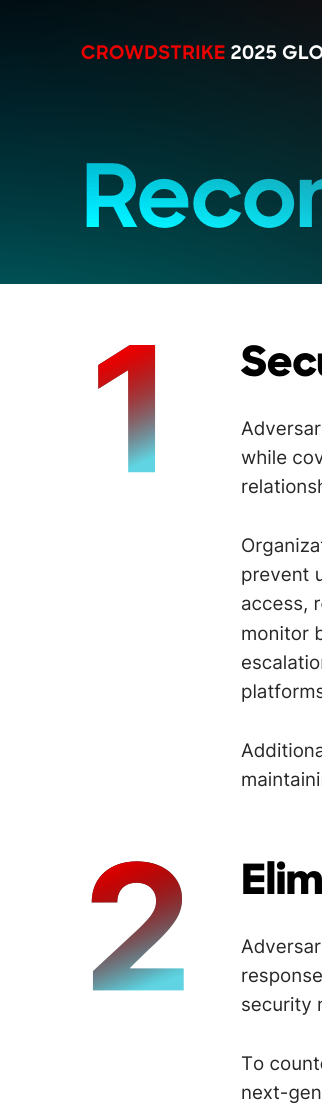 CROWDSTRIKE 2025 GLO
Recon
1
Secu
Adversar
while cov
relationsh
Organizat
prevent u
access, r
monitor b
escalation
platforms
Additiona
maintaini
2
Elim
Adversar
response
security r
To counte
next-gen